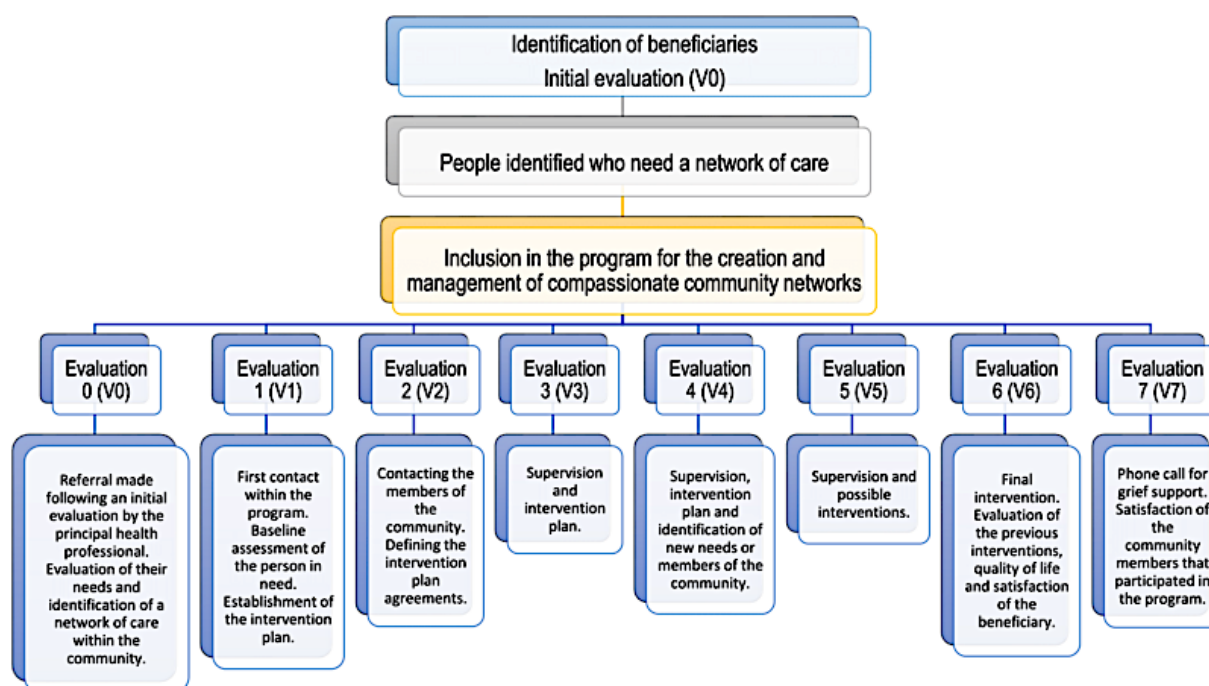 Identification of beneficiaries
Initial evaluation (V0)
People identified who need a network of care
Inclusion in the program for the creation and
management of compassionate community networks
Evaluation
0 (V0)
Evaluation
1 (V1)
Evaluation
2 (V2)
Evaluation
3 (V3)
Evaluation
4 (V4)
Evaluation
5 (V5)
Evaluation
6 (V6)
Evaluation
7 (V7)
Referral made
following an initial
evaluation by the
principal health
professional.
Evaluation of their
needs and
identification of a
network of care
within the
community.
First contact
within the
program.
Baseline
assessment of
the person in
need.
Establishment of
the intervention
plan.
Contacting the
members of
the
community.
Defining the
intervention
plan
agreements.
Supervision
and
intervention
plan.
Supervision,
intervention
plan and
identification of
new needs or
members of the
community.
Supervision and
possible
interventions.
Final
intervention.
Evaluation of
the previous
interventions,
quality of life
and satisfaction
of the
beneficiary.
Phone call for
grief support.
Satisfaction of
the
community
members that
participated in
the program.